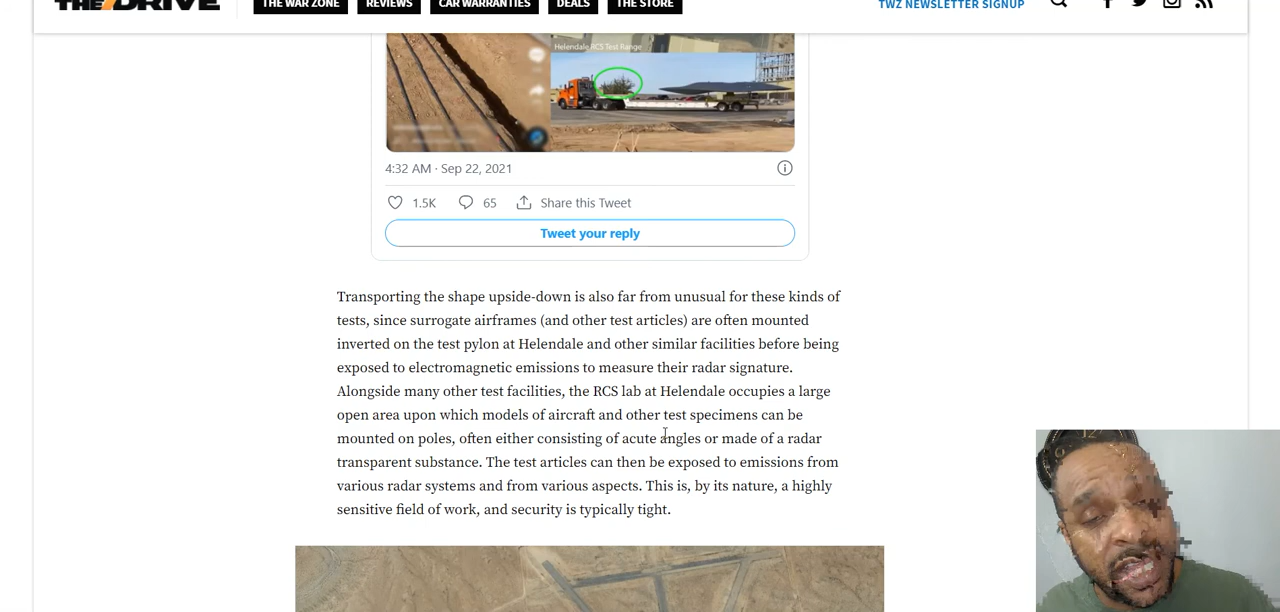 THE DRIVE
THE WAR ZONE
REVIEWS
CAR WARRANTIES
DEALS
THE STORE
TWZ NEWSLETTER SIGNUP
Helendale RCS Test Range
4:32 AM · Sep 22, 2021
1.5K
65
Share this Tweet
Tweet your reply
Transporting the shape upside-down is also far from unusual for these kinds of
tests, since surrogate airframes (and other test articles) are often mounted
inverted on the test pylon at Helendale and other similar facilities before being
exposed to electromagnetic emissions to measure their radar signature.
Alongside many other test facilities, the RCS lab at Helendale occupies a large
open area upon which models of aircraft and other test specimens can be
mounted on poles, often either consisting of acute angles or made of a radar
transparent substance. The test articles can then be exposed to emissions from
various radar systems and from various aspects. This is, by its nature, a highly
sensitive field of work, and security is typically tight.